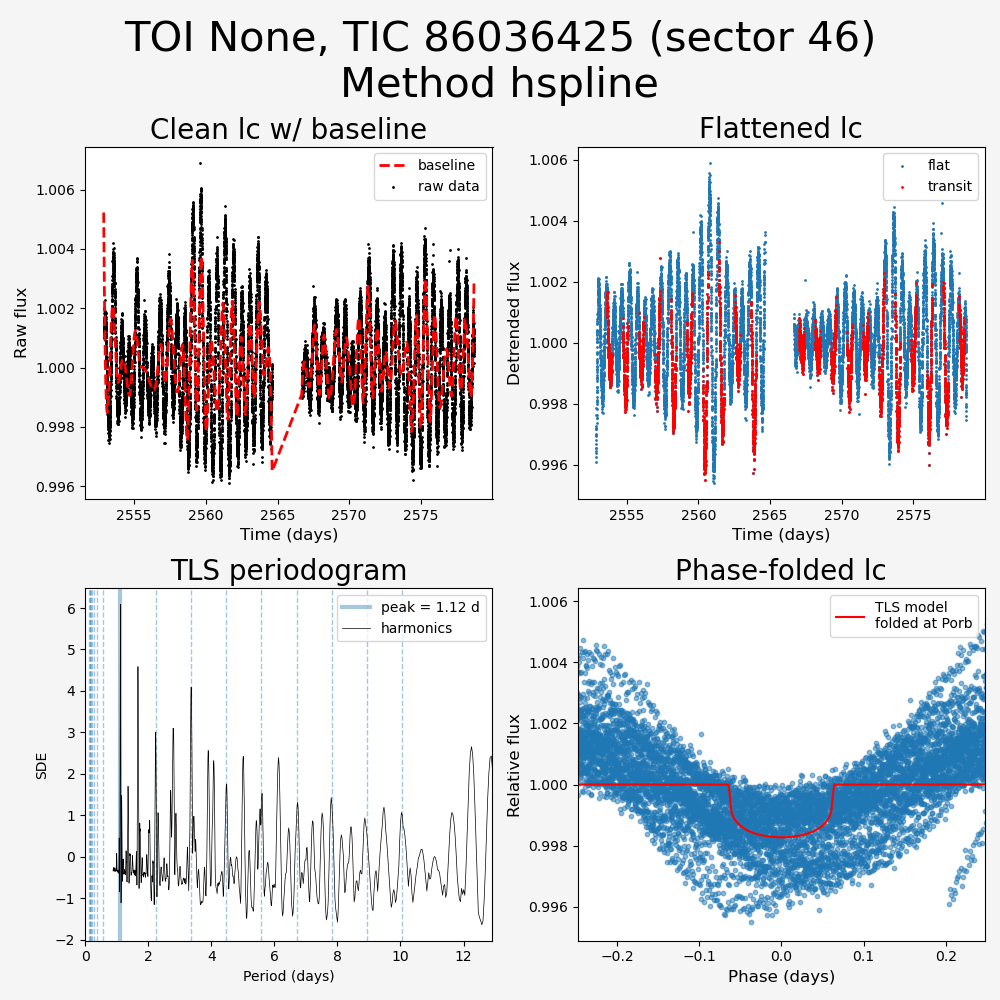 TOI None, TIC 86036425 (sector 46)
Method hspline
Clean lc w/ baseline
Raw flux
1.006
1.004
1.002
1.000
0.998
0.996
baseline
raw data
2555
2560
2565
2570
2575
Time (days)
Flattened lc
Detrended flux
1.006
1.004
1.002
1.000
0.998
0.996
flat
transit
2555
2560
2565
2570
2575
Time (days)
TLS periodogram
SDE
6
5
4
3
2
1
0
−1
−2
peak = 1.12 d
harmonics
0
2
4
6
8
10
12
Period (days)
Phase-folded lc
Relative flux
1.006
1.004
1.002
1.000
0.998
0.996
TLS model
folded at Porb
−0.2
−0.1
0.0
0.1
0.2
Phase (days)